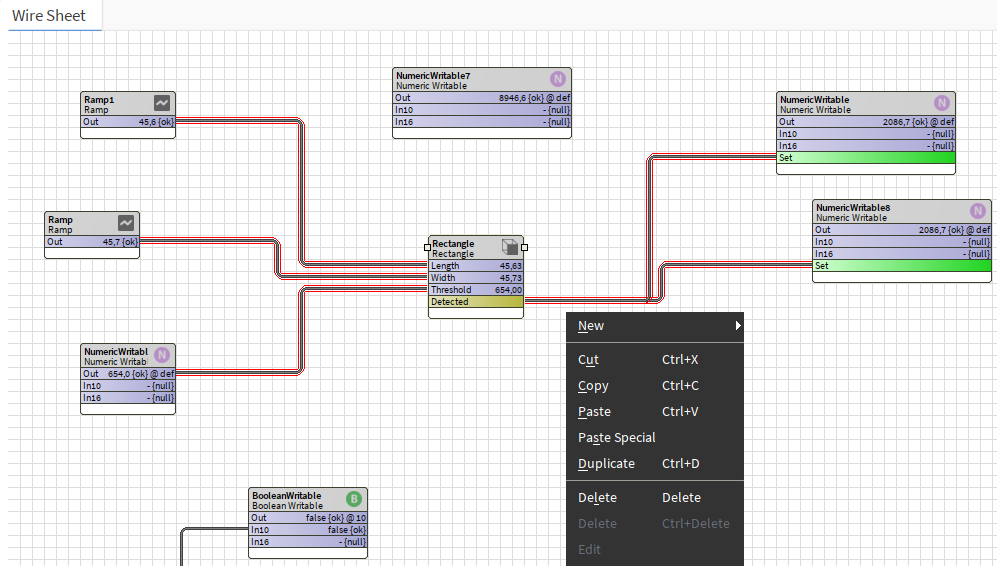 Wire Sheet
NumericWritable7
Numeric Writable
Out 8946,6 {ok} @ def
In10 - {null}
In16 - {null}
Ramp1
Ramp
Out 45,6 {ok}
NumericWritable
Numeric Writable
Out 2086,7 {ok} @ def
In10 - {null}
In16 - {null}
Set
Ramp
Ramp
Out 45,7 {ok}
NumericWritable8
Numeric Writable
Out 2086,7 {ok} @ def
In10 - {null}
In16 - {null}
Set
Rectangle
Rectangle
Length 45,63
Width 45,73
Threshold 654,00
Detected
NumericWritabl
Numeric Writabl
Out 654,0 {ok} @ def
In10 - {null}
In16 - {null}
New
Cut Ctrl+X
Copy Ctrl+C
Paste Ctrl+V
Paste Special
Duplicate Ctrl+D
Delete Delete
Delete Ctrl+Delete
Edit
BooleanWritable
Boolean Writable
Out false {ok} @ 10
In10 false {ok}
In16 - {null}
N
N
N
N
B